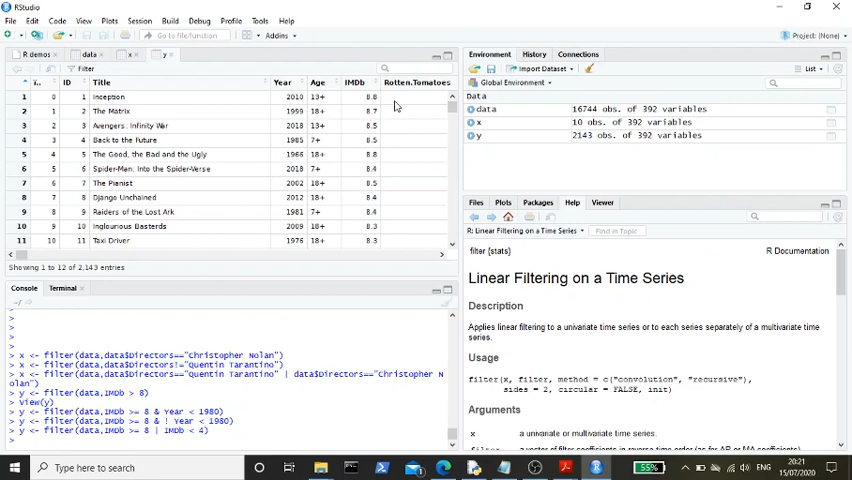 RStudio
File Edit Code View Plots Session Build Debug Profile Tools Help
Go to file/function Addins Project: (None)
R demos data x y
Filter
ï.. ID Title Year Age IMDb Rotten.Tomatoes
1 0 1 Inception 2010 13+ 8.8
2 1 2 The Matrix 1999 18+ 8.7
3 2 3 Avengers: Infinity War 2018 13+ 8.5
4 3 4 Back to the Future 1985 7+ 8.5
5 4 5 The Good, the Bad and the Ugly 1966 18+ 8.8
6 5 6 Spider-Man: Into the Spider-Verse 2018 7+ 8.4
7 6 7 The Pianist 2002 18+ 8.5
8 7 8 Django Unchained 2012 18+ 8.4
9 8 9 Raiders of the Lost Ark 1981 7+ 8.4
10 9 10 Inglourious Basterds 2009 18+ 8.3
11 10 11 Taxi Driver 1976 18+ 8.3
Showing 1 to 12 of 2,143 entries
Console Terminal
~/
>
>
>
>
> x <- filter(data,data$Directors=="Christopher Nolan")
> x <- filter(data,data$Directors!="Quentin Tarantino")
> x <- filter(data,data$Directors=="Quentin Tarantino" | data$Directors=="Christopher N
olan")
> y <- filter(data,IMDb > 8)
> View(y)
> y <- filter(data,IMDb >= 8 & Year < 1980)
> y <- filter(data,IMDb >= 8 & ! Year < 1980)
> y <- filter(data,IMDb >= 8 | IMDb < 4)
>
Environment History Connections
Import Dataset List
Global Environment
Data
data 16744 obs. of 392 variables
x 10 obs. of 392 variables
y 2143 obs. of 392 variables
Files Plots Packages Help Viewer
R: Linear Filtering on a Time Series Find in Topic
filter {stats} R Documentation
Linear Filtering on a Time Series
Description
Applies linear filtering to a univariate time series or to each series separately of a multivariate time
series.
Usage
filter(x, filter, method = c("convolution", "recursive"),
sides = 2, circular = FALSE, init)
Arguments
x a univariate or multivariate time series.
filter a vector of filter coefficients in reverse time order (as for AR or MA coefficients)
Type here to search
55% ENG 20:21
15/07/2020